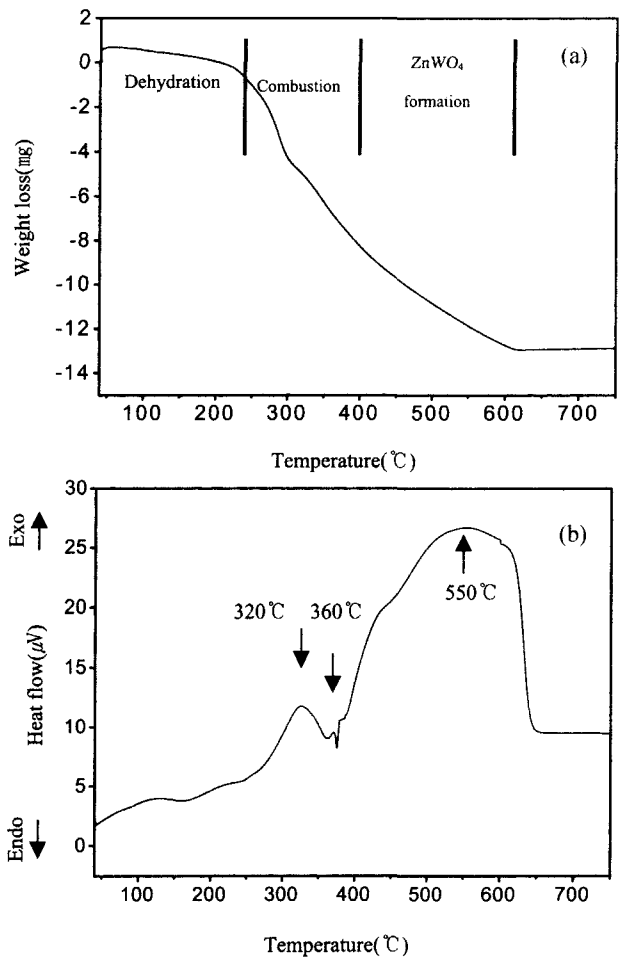 2
0
-2
-4
-6
-8
-10
-12
-14
Weight loss(㎎)
(a)
Dehydration
Combustion
ZnWO₄
formation
100 200 300 400 500 600 700
Temperature(℃)
30
25
20
15
10
5
0
Exo
Heat flow(μV)
Endo
(b)
320℃ 360℃
550℃
100 200 300 400 500 600 700
Temperature(℃)